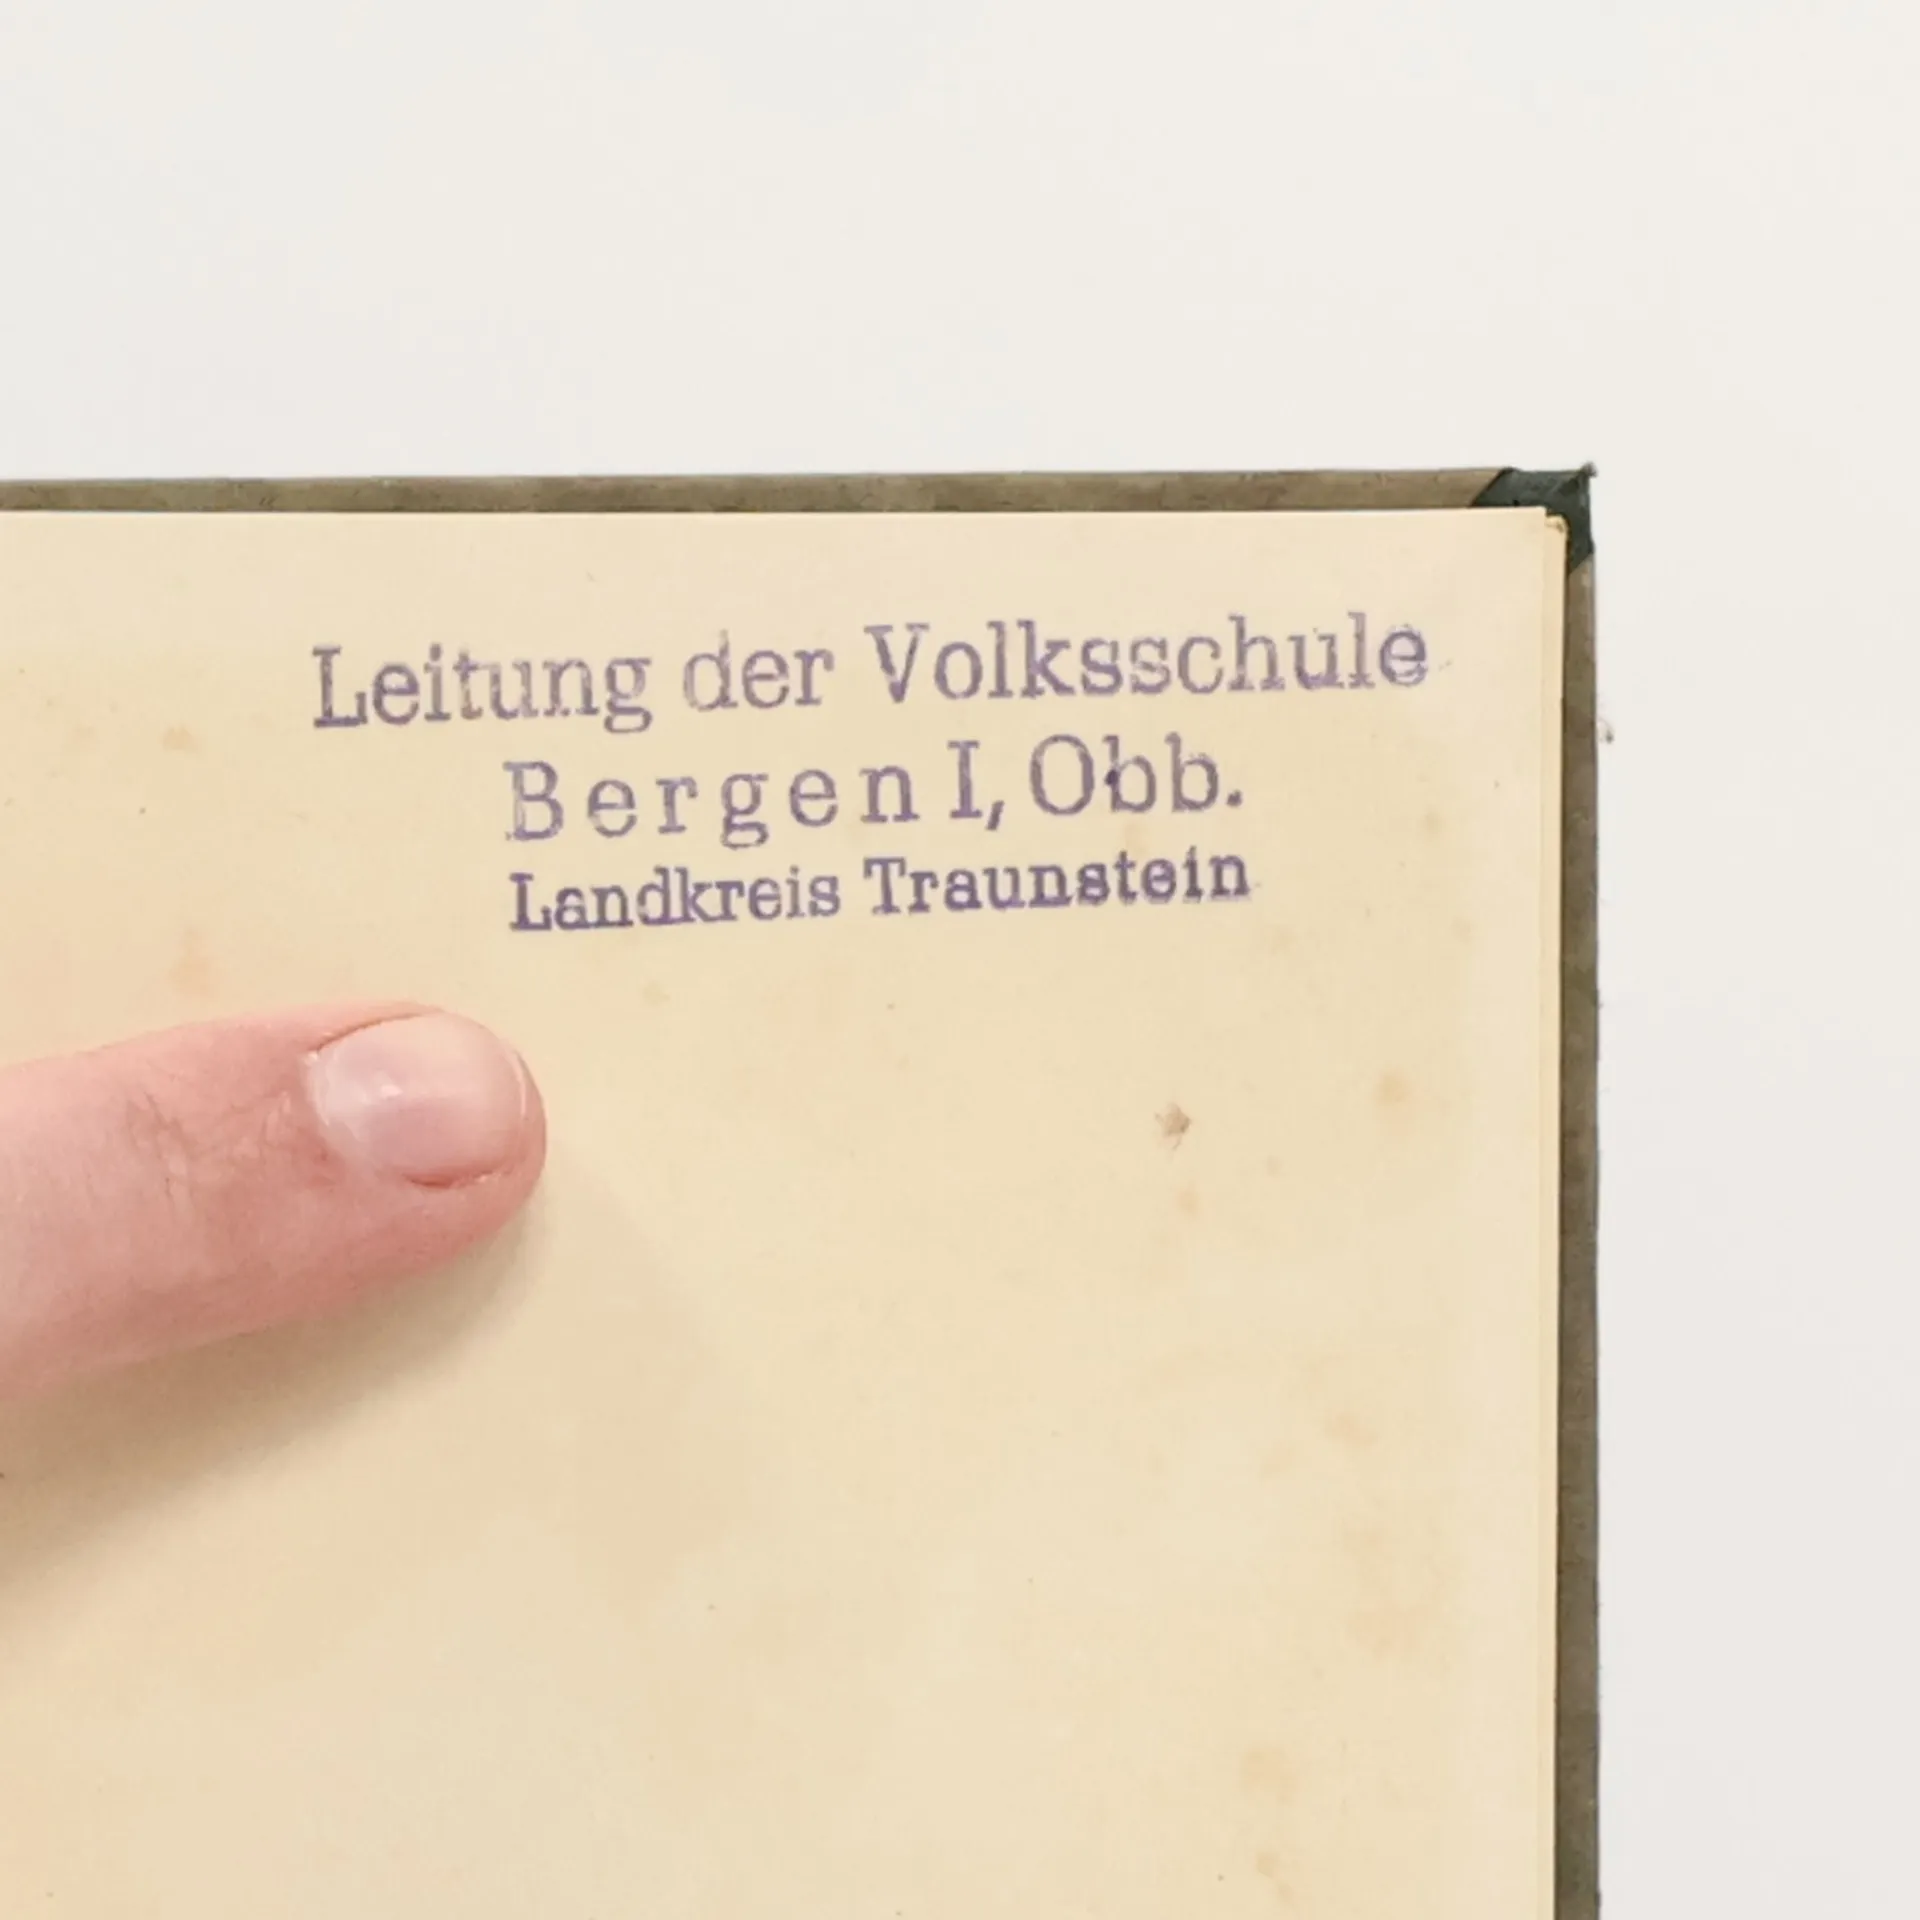 Leitung der Volksschule
Bergen I, Obb.
Landkreis Traunstein